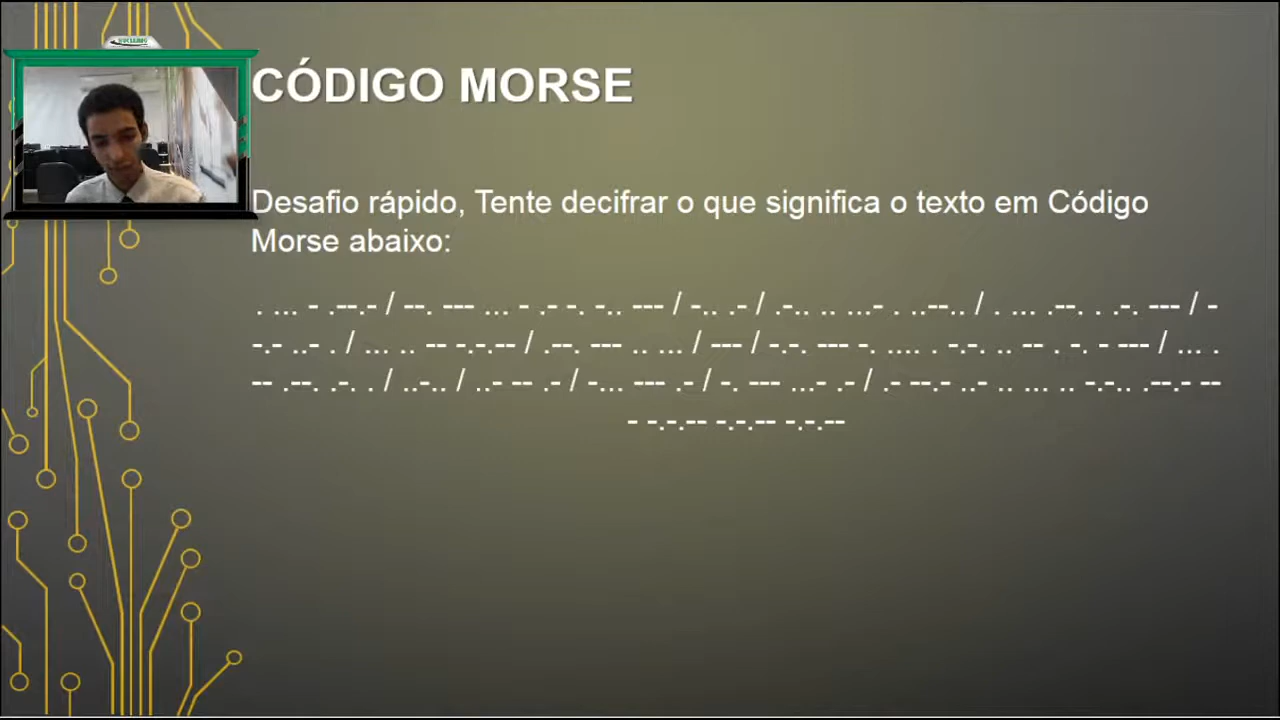 CÓDIGO MORSE
Desafio rápido, Tente decifrar o que significa o texto em Código
Morse abaixo:
. ... - .--.- / --. --- ... - .- -. -.. --- / -.. .- / .-.. .. ...- . ..--.. / . ... .--. . .-. --- / -
-.- ..- . / ... .. -- -.-.-- / .--. --- .. ... / --- / -.-. --- -. .... . -.-. .. -- . -. - --- / ... .
-- .--. .-. . / ..-.. / ..- -- .- / -... --- .- / -. --- ...- .- / .- --.- ..- .. ... .. -.-.. .--.- --
- -.-.-- -.-.-- -.-.--